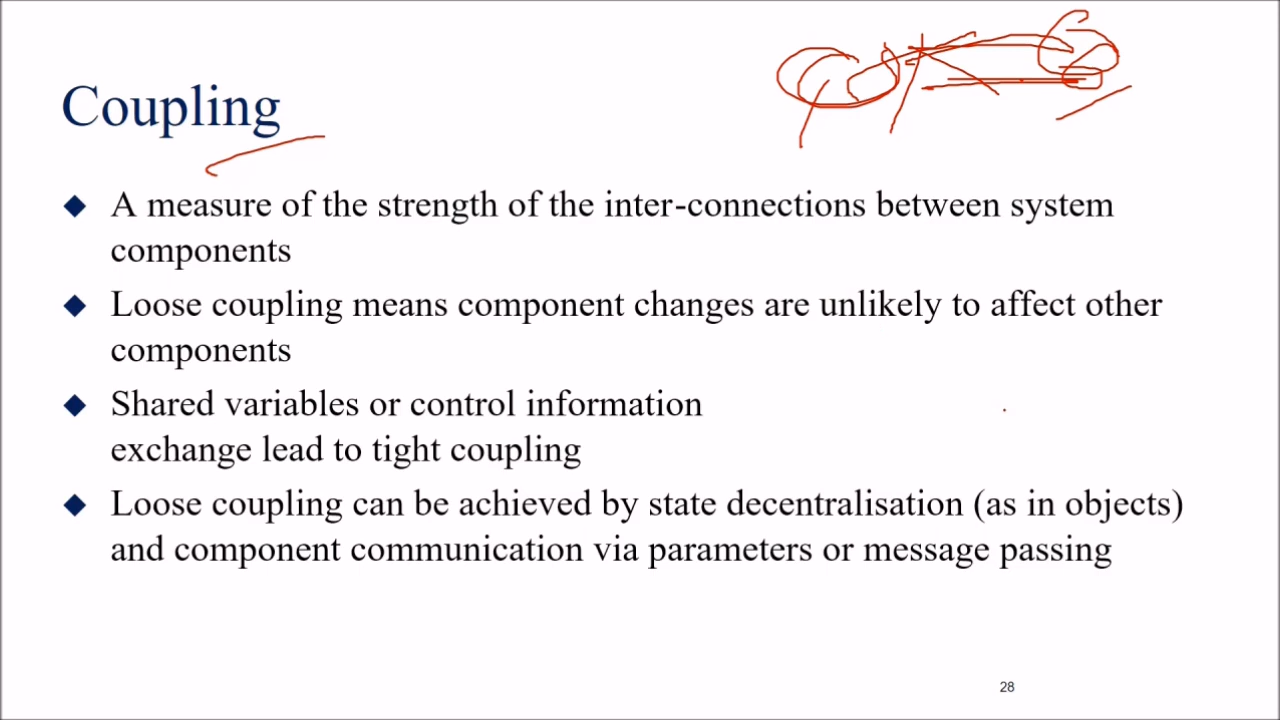 Coupling
A measure of the strength of the inter-connections between system
components
Loose coupling means component changes are unlikely to affect other
components
Shared variables or control information
exchange lead to tight coupling
Loose coupling can be achieved by state decentralisation (as in objects)
and component communication via parameters or message passing
28